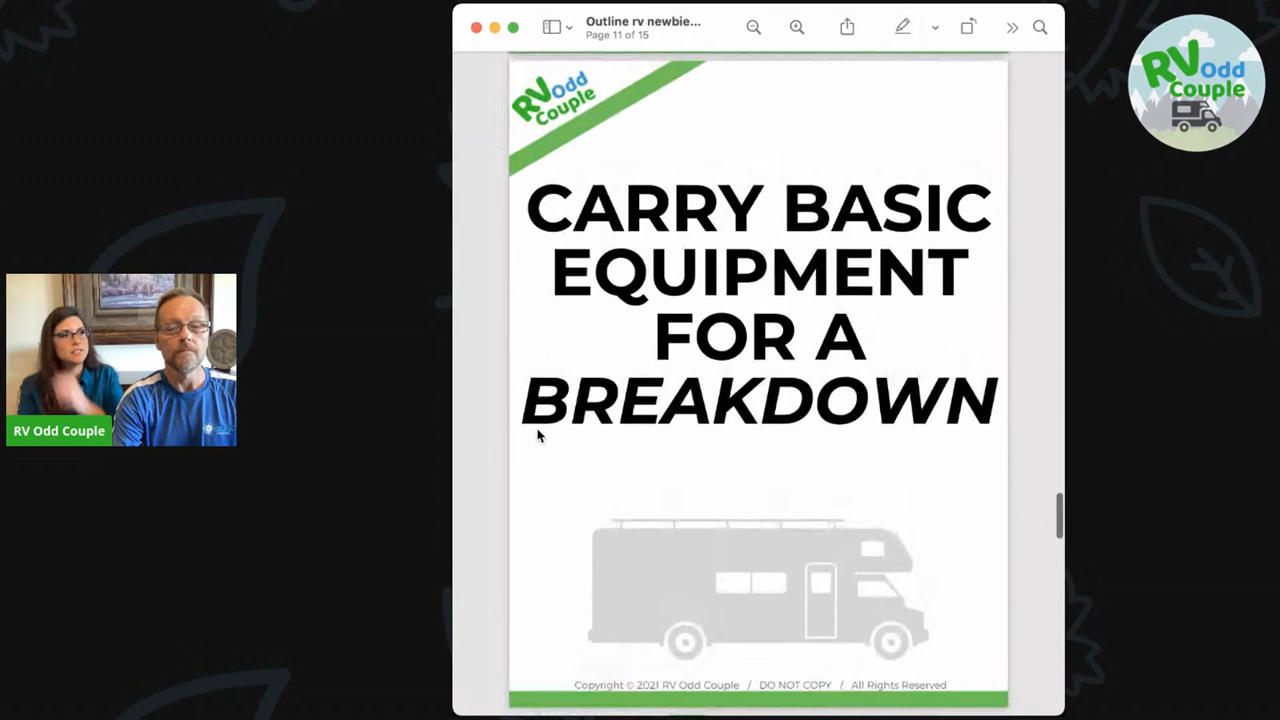 Outline rv newbie...
Page 11 of 15
RV Odd
Couple
RV Odd
Couple
CARRY BASIC
EQUIPMENT
FOR A
BREAKDOWN
RV Odd Couple
Copyright © 2021 RV Odd Couple / DO NOT COPY / All Rights Reserved